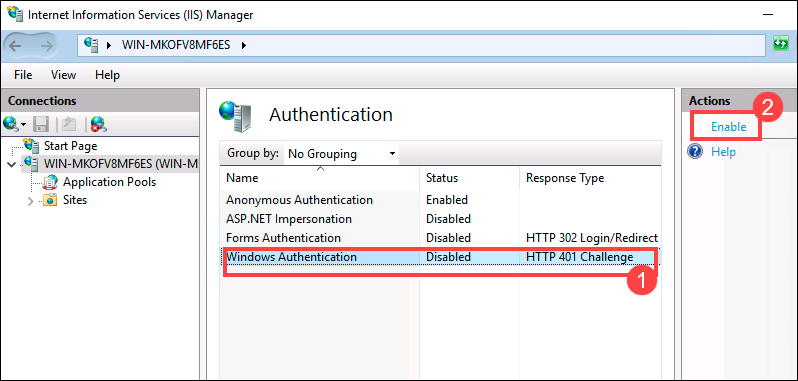 Internet Information Services (IIS) Manager
WIN-MKOFV8MF6ES
File View Help
Connections
Start Page
WIN-MKOFV8MF6ES (WIN-M
Application Pools
Sites
Authentication
Group by: No Grouping
Name Status Response Type
Anonymous Authentication Enabled
ASP.NET Impersonation Disabled
Forms Authentication Disabled HTTP 302 Login/Redirect
Windows Authentication Disabled HTTP 401 Challenge
1
Actions
2
Enable
Help